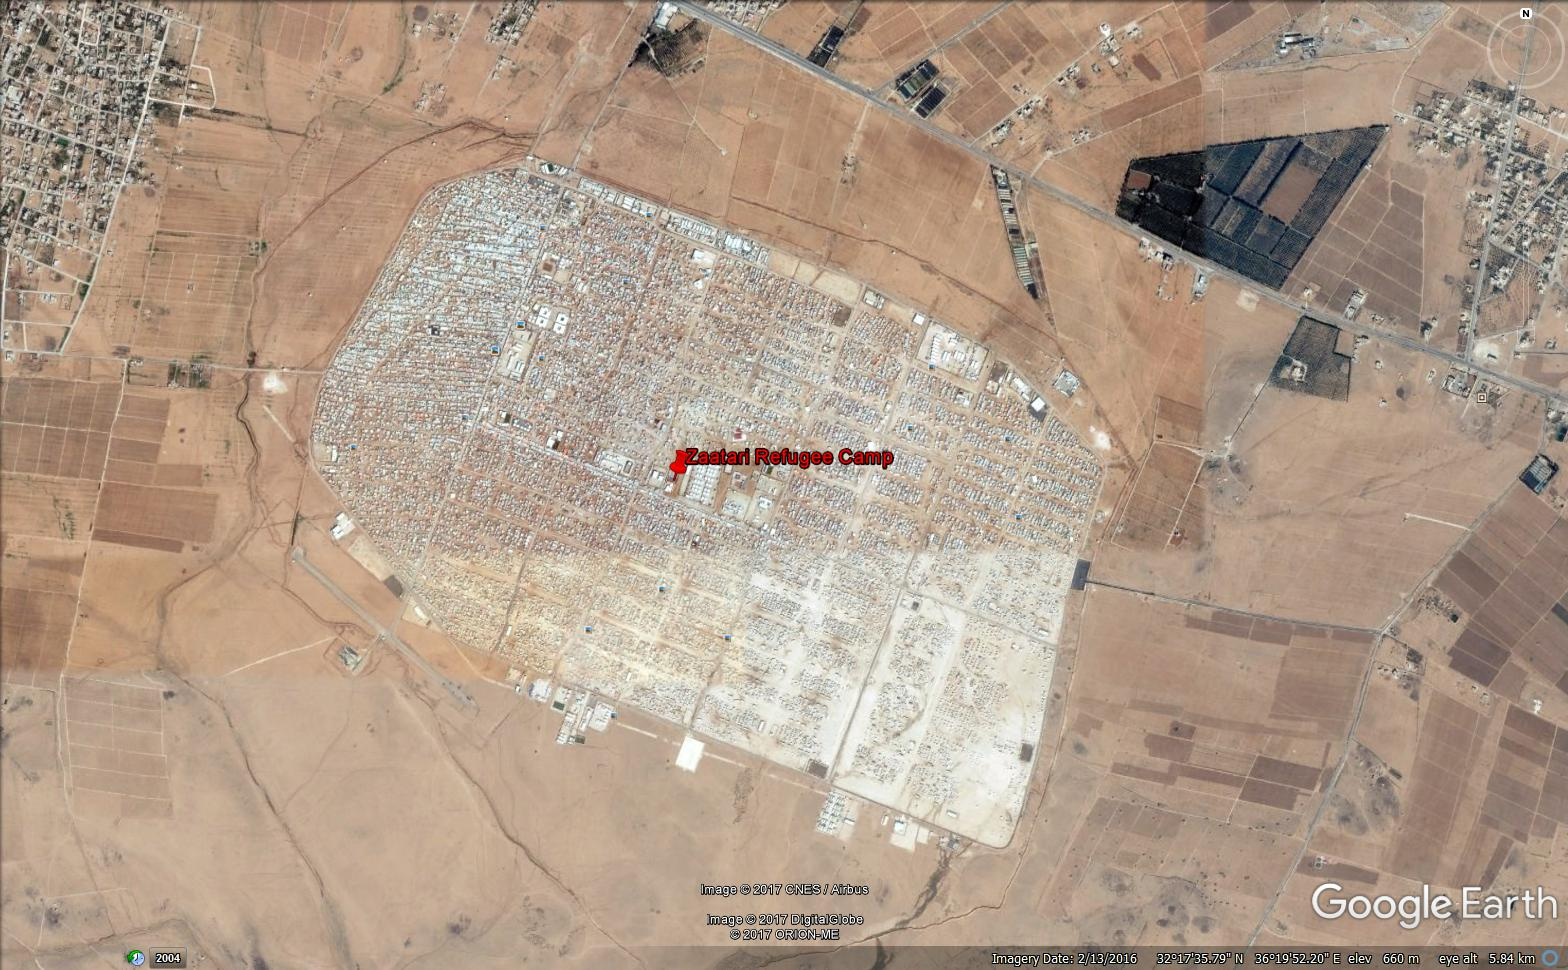 N
Zaatari Refugee Camp
Image © 2017 CNES / Airbus
Image © 2017 DigitalGlobe
© 2017 ORION-ME
Google Earth
2004
Imagery Date: 2/13/2016 32°17'35.79" N 36°19'52.20" E elev 660 m eye alt 5.84 km